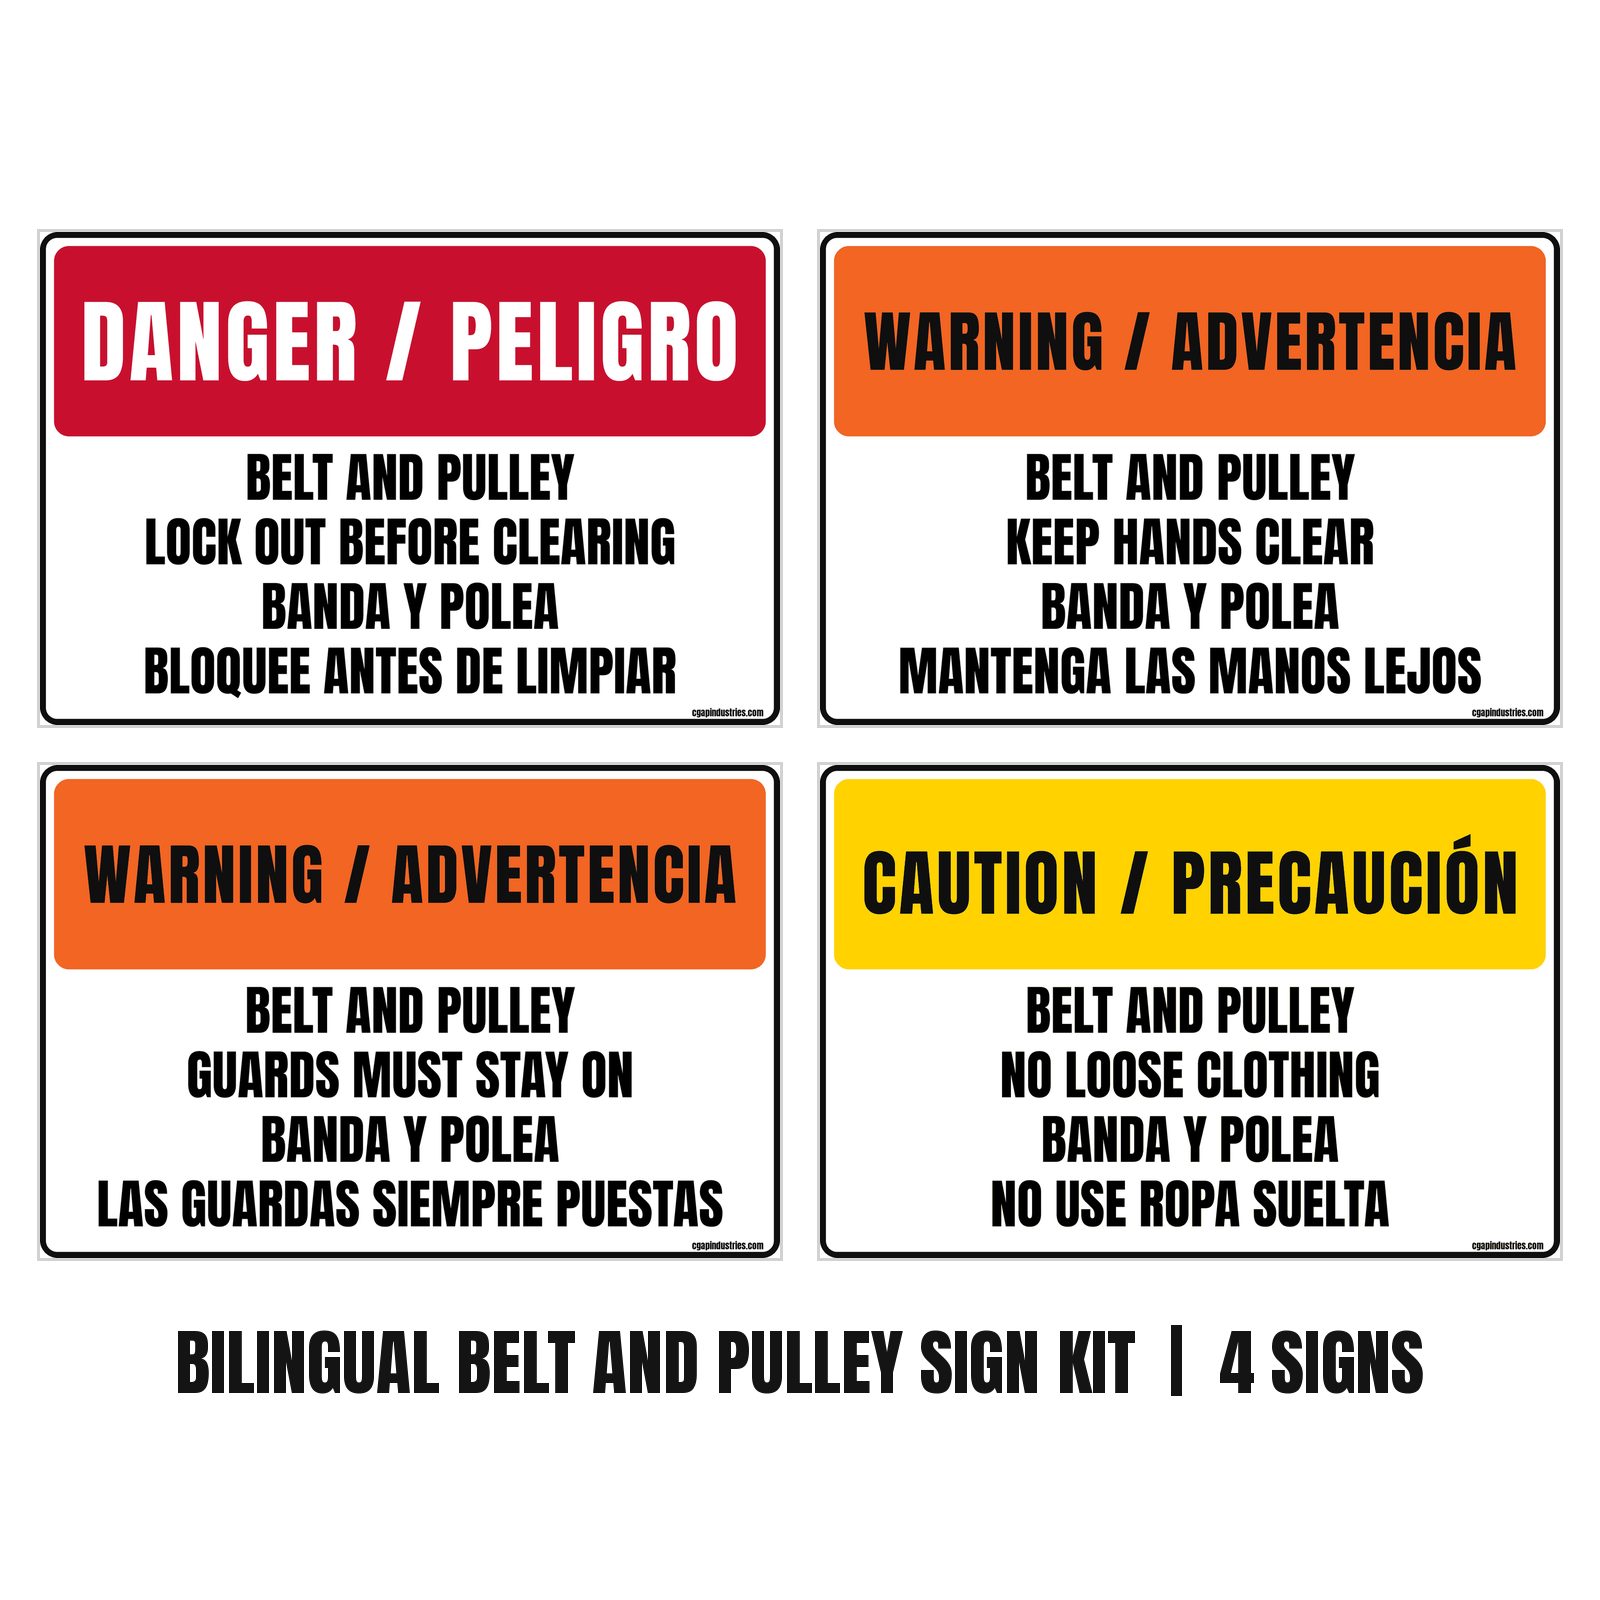 DANGER / PELIGRO
BELT AND PULLEY
LOCK OUT BEFORE CLEARING
BANDA Y POLEA
BLOQUEE ANTES DE LIMPIAR
cgapindustries.com
WARNING / ADVERTENCIA
BELT AND PULLEY
KEEP HANDS CLEAR
BANDA Y POLEA
MANTENGA LAS MANOS LEJOS
cgapindustries.com
WARNING / ADVERTENCIA
BELT AND PULLEY
GUARDS MUST STAY ON
BANDA Y POLEA
LAS GUARDAS SIEMPRE PUESTAS
cgapindustries.com
CAUTION / PRECAUCIÓN
BELT AND PULLEY
NO LOOSE CLOTHING
BANDA Y POLEA
NO USE ROPA SUELTA
cgapindustries.com
BILINGUAL BELT AND PULLEY SIGN KIT | 4 SIGNS